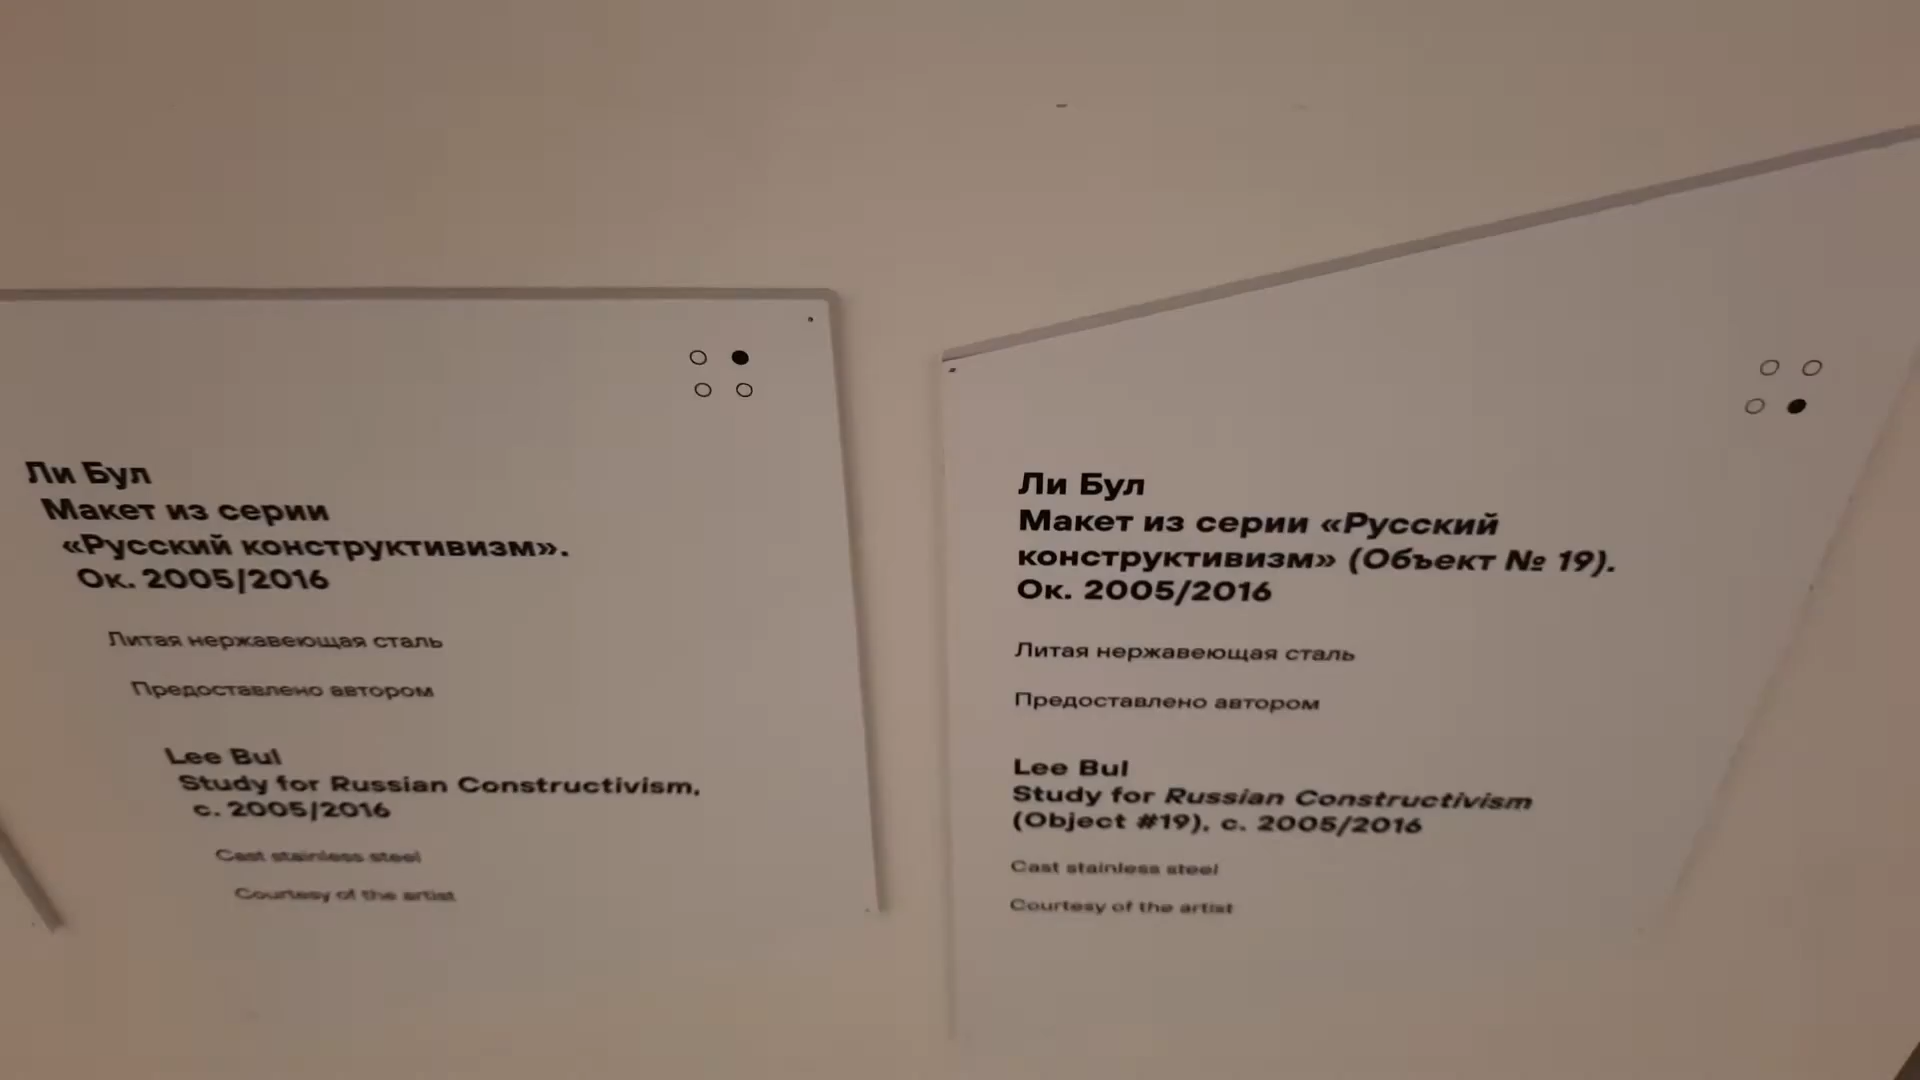 Ли Бул
Макет из серии
«Русский конструктивизм».
Ок. 2005/2016
Литая нержавеющая сталь
Предоставлено автором
Lee Bul
Study for Russian Constructivism,
c. 2005/2016
Cast stainless steel
Courtesy of the artist
Ли Бул
Макет из серии «Русский
конструктивизм» (Объект № 19).
Ок. 2005/2016
Литая нержавеющая сталь
Предоставлено автором
Lee Bul
Study for Russian Constructivism
(Object #19), c. 2005/2016
Cast stainless steel
Courtesy of the artist